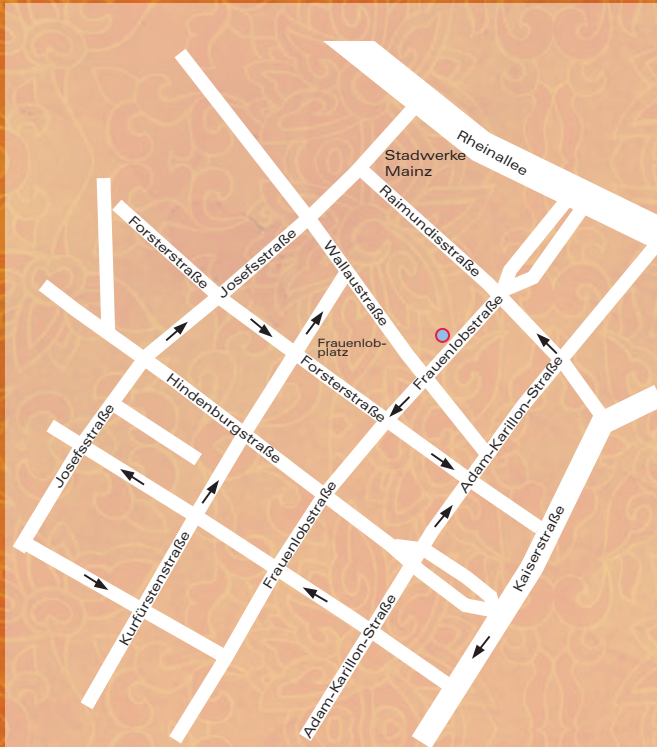 Rheinallee
Stadwerke
Mainz
Raimundisstraße
Forsterstraße
Josefsstraße
Wallaustraße
Frauenlobstraße
Frauenlob-
platz
Forsterstraße
Adam-Karillon-Straße
Hindenburgstraße
Josefsstraße
Frauenlobstraße
Kaiserstraße
Kurfürstenstraße
Adam-Karillon-Straße